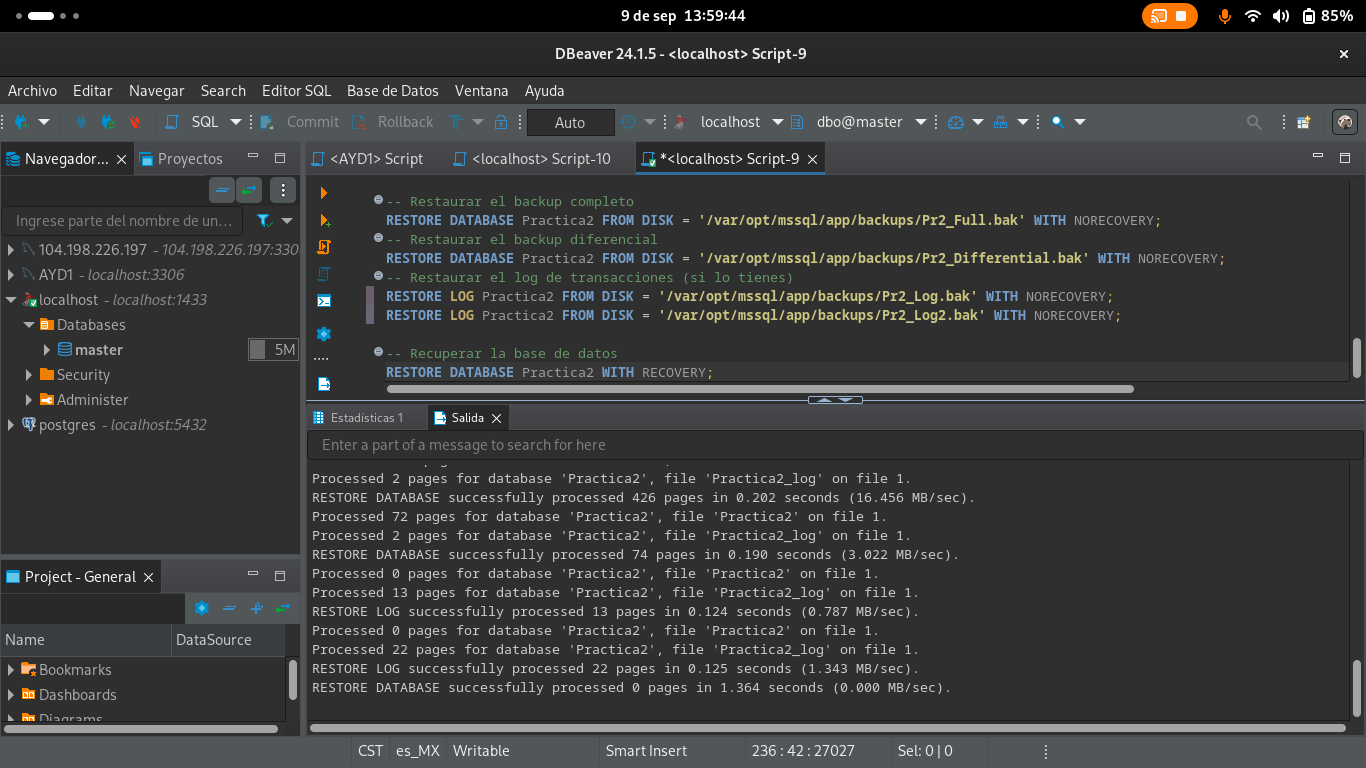 9 de sep 13:59:44
85%
DBeaver 24.1.5 - <localhost> Script-9
Archivo Editar Navegar Search Editor SQL Base de Datos Ventana Ayuda
SQL Commit Rollback Auto localhost dbo@master
Navegador... Proyectos
<AYD1> Script <localhost> Script-10 *<localhost> Script-9
Ingrese parte del nombre de un...
104.198.226.197 - 104.198.226.197:330
AYD1 - localhost:3306
localhost - localhost:1433
Databases
master 5M
Security
Administer
postgres - localhost:5432
-- Restaurar el backup completo
RESTORE DATABASE Practica2 FROM DISK = '/var/opt/mssql/app/backups/Pr2_Full.bak' WITH NORECOVERY;
-- Restaurar el backup diferencial
RESTORE DATABASE Practica2 FROM DISK = '/var/opt/mssql/app/backups/Pr2_Differential.bak' WITH NORECOVERY;
-- Restaurar el log de transacciones (si lo tienes)
RESTORE LOG Practica2 FROM DISK = '/var/opt/mssql/app/backups/Pr2_Log.bak' WITH NORECOVERY;
RESTORE LOG Practica2 FROM DISK = '/var/opt/mssql/app/backups/Pr2_Log2.bak' WITH NORECOVERY;
-- Recuperar la base de datos
RESTORE DATABASE Practica2 WITH RECOVERY;
Estadísticas 1 Salida
Enter a part of a message to search for here
Processed 2 pages for database 'Practica2', file 'Practica2_log' on file 1.
RESTORE DATABASE successfully processed 426 pages in 0.202 seconds (16.456 MB/sec).
Processed 72 pages for database 'Practica2', file 'Practica2' on file 1.
Processed 2 pages for database 'Practica2', file 'Practica2_log' on file 1.
RESTORE DATABASE successfully processed 74 pages in 0.190 seconds (3.022 MB/sec).
Processed 0 pages for database 'Practica2', file 'Practica2' on file 1.
Processed 13 pages for database 'Practica2', file 'Practica2_log' on file 1.
RESTORE LOG successfully processed 13 pages in 0.124 seconds (0.787 MB/sec).
Processed 0 pages for database 'Practica2', file 'Practica2' on file 1.
Processed 22 pages for database 'Practica2', file 'Practica2_log' on file 1.
RESTORE LOG successfully processed 22 pages in 0.125 seconds (1.343 MB/sec).
RESTORE DATABASE successfully processed 0 pages in 1.364 seconds (0.000 MB/sec).
Project - General
Name DataSource
Bookmarks
Dashboards
Diagrams
CST es_MX Writable Smart Insert 236 : 42 : 27027 Sel: 0 | 0